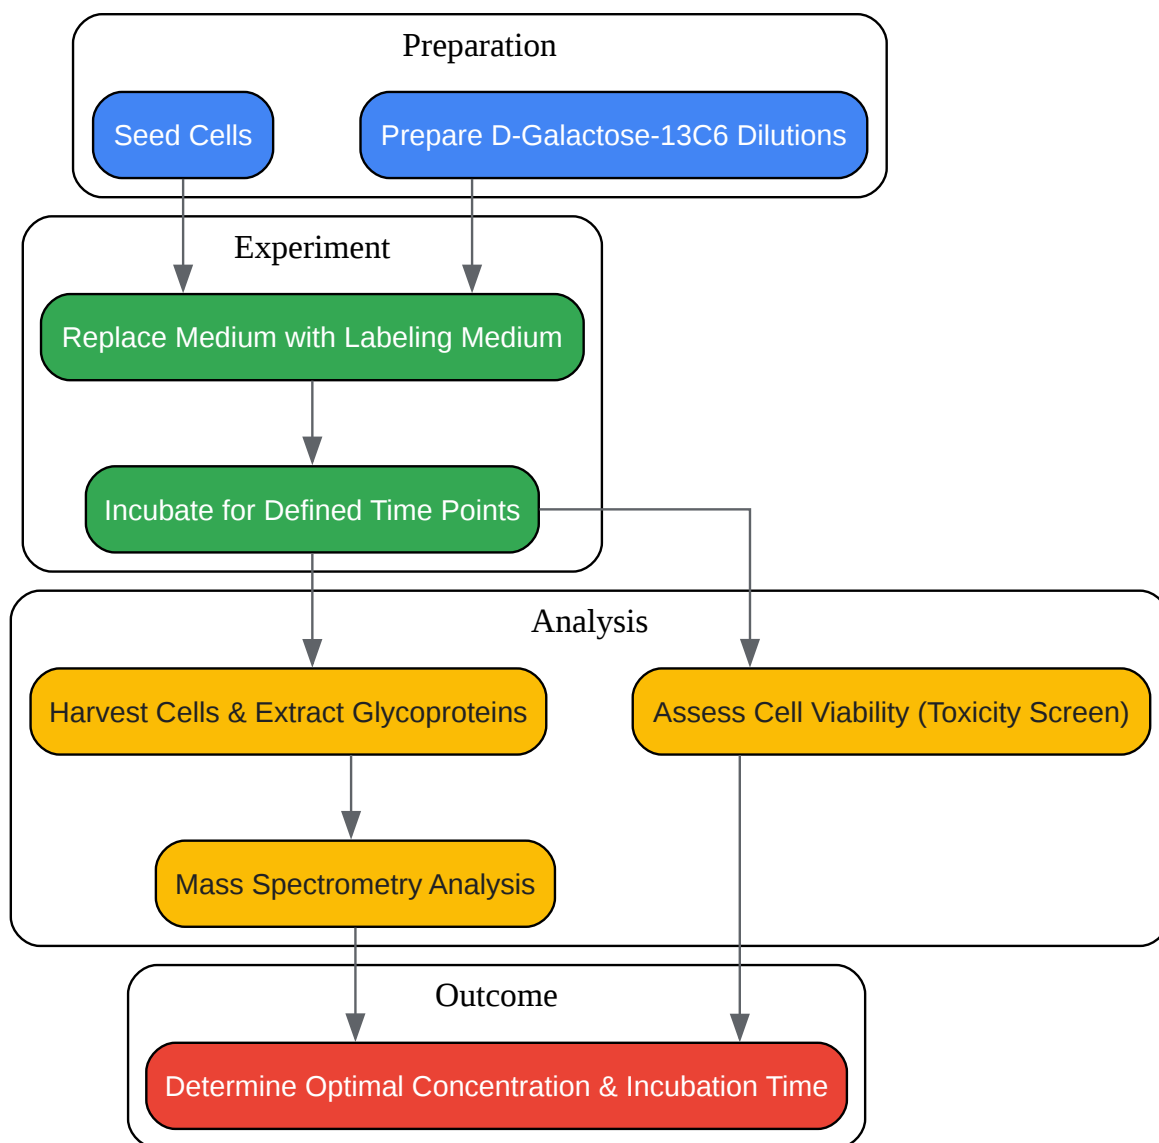 Preparation
Seed Cells
Prepare D-Galactose-13C6 Dilutions
Experiment
Replace Medium with Labeling Medium
Incubate for Defined Time Points
Analysis
Harvest Cells & Extract Glycoproteins
Assess Cell Viability (Toxicity Screen)
Mass Spectrometry Analysis
Outcome
Determine Optimal Concentration & Incubation Time